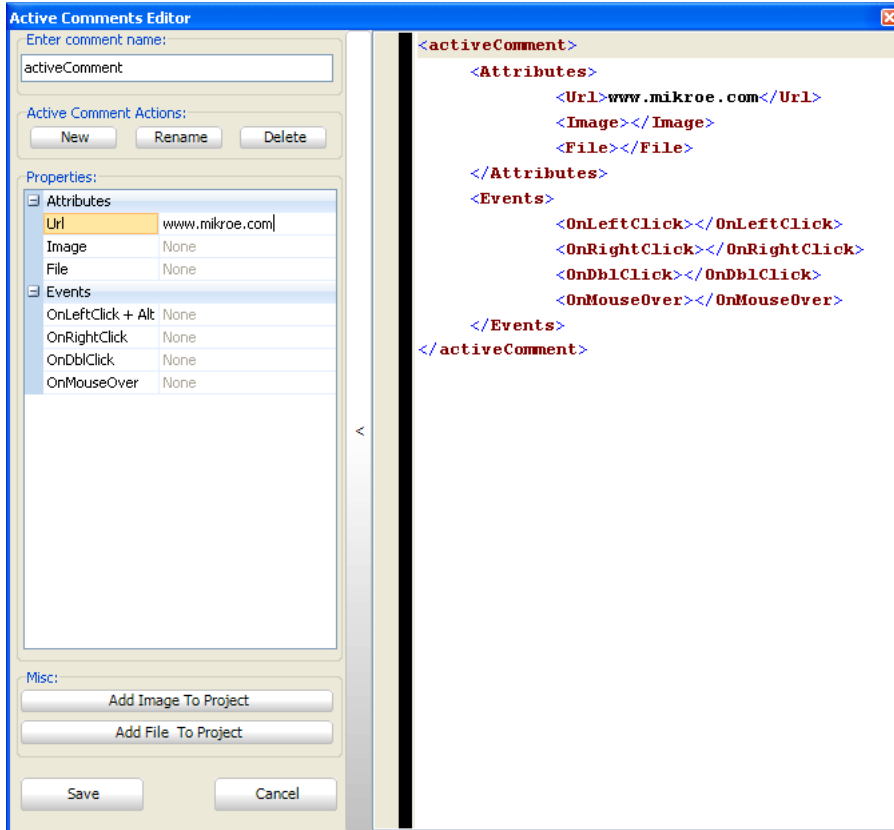 Active Comments Editor
Enter comment name:
activeComment
Active Comment Actions:
New Rename Delete
Properties:
Attributes
Url www.mikroe.com
Image None
File None
Events
OnLeftClick + Alt None
OnRightClick None
OnDblClick None
OnMouseOver None
Misc:
Add Image To Project
Add File To Project
Save Cancel
<
<activeComment>
<Attributes>
<Url>www.mikroe.com</Url>
<Image></Image>
<File></File>
</Attributes>
<Events>
<OnLeftClick></OnLeftClick>
<OnRightClick></OnRightClick>
<OnDblClick></OnDblClick>
<OnMouseOver></OnMouseOver>
</Events>
</activeComment>